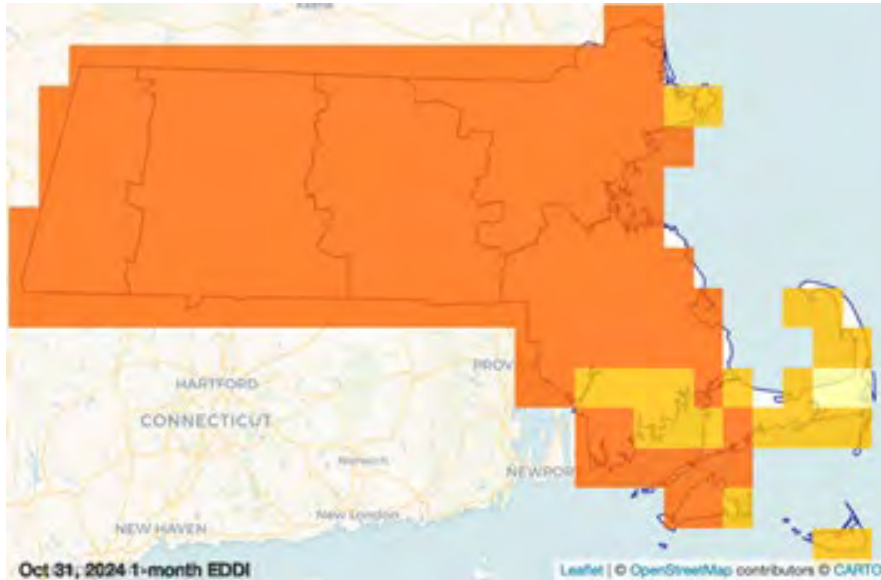 Keene
PROV
HARTFORD
CONNECTICUT
Norwich
NEWPOR
New London
NEW HAVEN
Oct 31, 2024 1-month EDDI
Leaflet | © OpenStreetMap contributors © CARTO